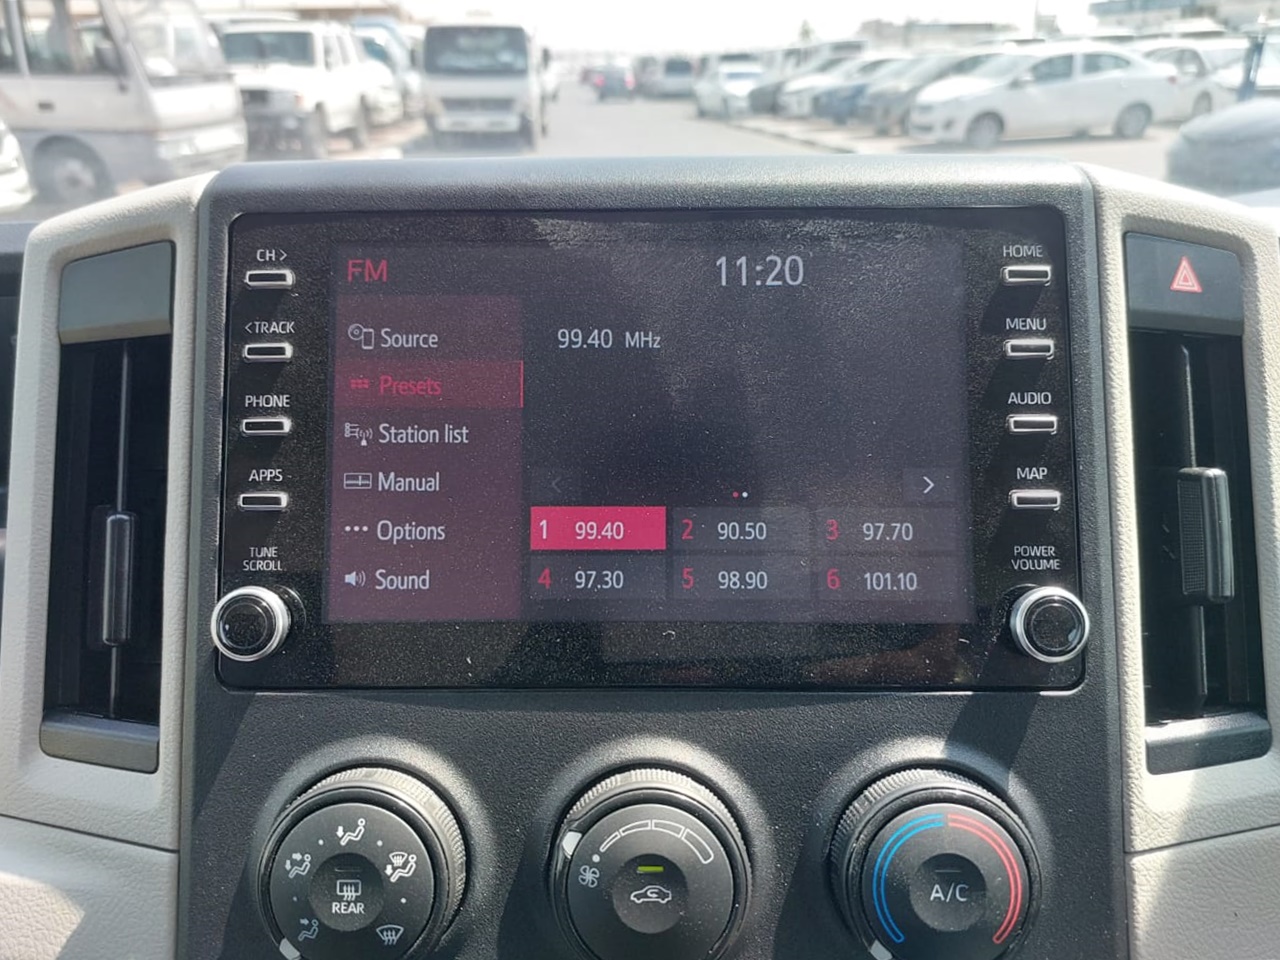 CH >
<TRACK
PHONE
APPS
TUNE
SCROLL
FM
11:20
Source
Presets
Station list
Manual
Options
Sound
99.40 MHz
1 99.40
2 90.50
3 97.70
4 97.30
5 98.90
6 101.10
HOME
MENU
AUDIO
MAP
POWER
VOLUME
REAR
A/C